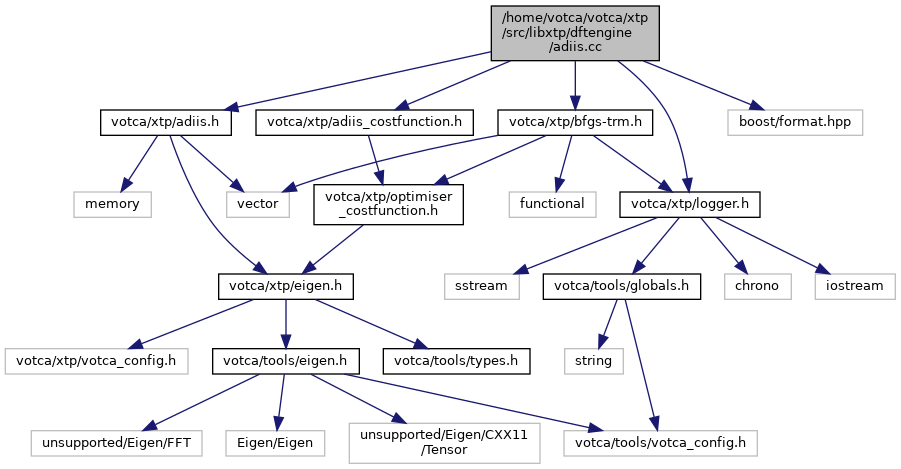 /home/votca/votca/xtp
/src/libxtp/dftengine
/adiis.cc
votca/xtp/adiis.h
votca/xtp/adiis_costfunction.h
votca/xtp/bfgs-trm.h
boost/format.hpp
memory
vector
votca/xtp/optimiser
_costfunction.h
functional
votca/xtp/logger.h
votca/xtp/eigen.h
sstream
votca/tools/globals.h
chrono
iostream
votca/xtp/votca_config.h
votca/tools/eigen.h
votca/tools/types.h
string
unsupported/Eigen/FFT
Eigen/Eigen
unsupported/Eigen/CXX11
/Tensor
votca/tools/votca_config.h